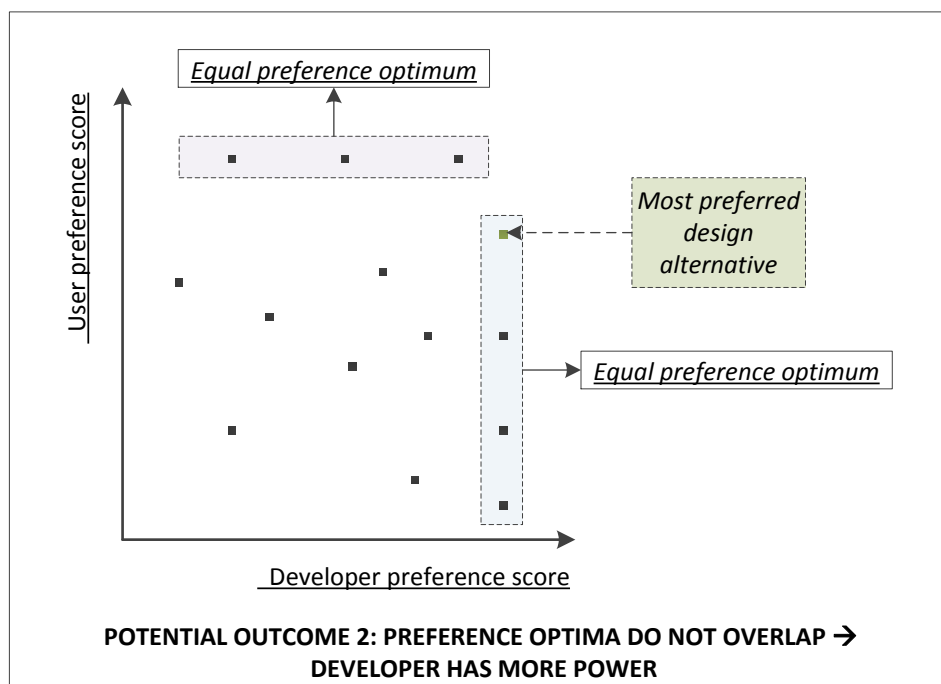 Equal preference optimum
User preference score
Most preferred
design
alternative
Equal preference optimum
Developer preference score
POTENTIAL OUTCOME 2: PREFERENCE OPTIMA DO NOT OVERLAP →
DEVELOPER HAS MORE POWER